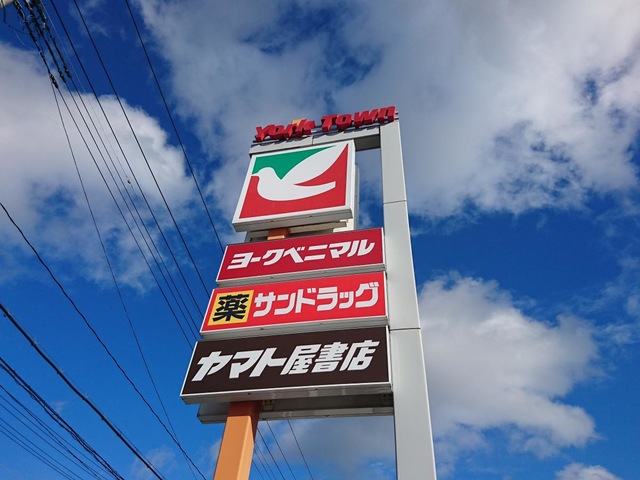 York Town
ヨークベニマル
薬 サンドラッグ
ヤマト屋書店